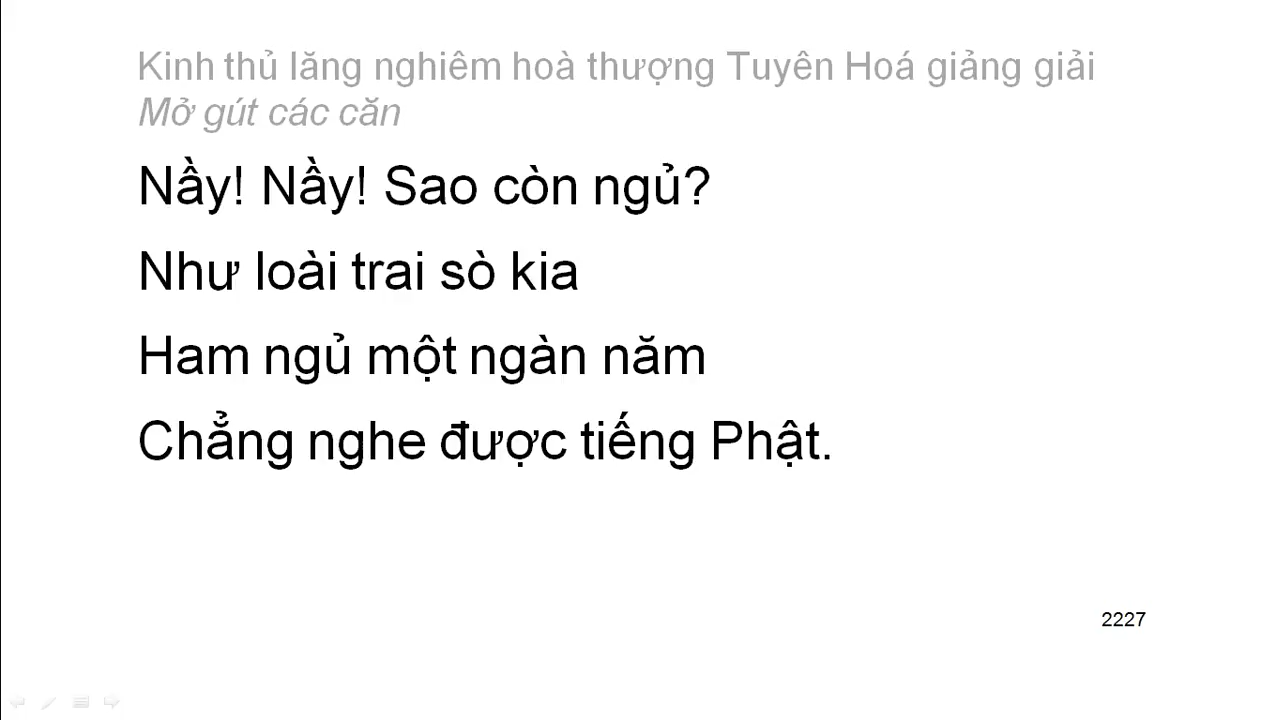 Kinh thủ lăng nghiêm hoà thượng Tuyên Hoá giảng giải
Mở gút các căn
Nầy! Nầy! Sao còn ngủ?
Như loài trai sò kia
Ham ngủ một ngàn năm
Chẳng nghe được tiếng Phật.
2227